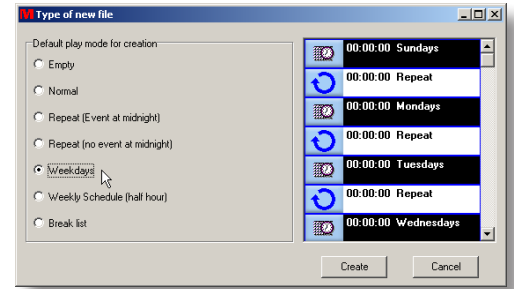 Type of new file
Default play mode for creation
Empty
Normal
Repeat (Event at midnight)
Repeat (no event at midnight)
Weekdays
Weekly Schedule (half hour)
Break list
00:00:00 Sundays
00:00:00 Repeat
00:00:00 Mondays
00:00:00 Repeat
00:00:00 Tuesdays
00:00:00 Repeat
00:00:00 Wednesdays
Create
Cancel